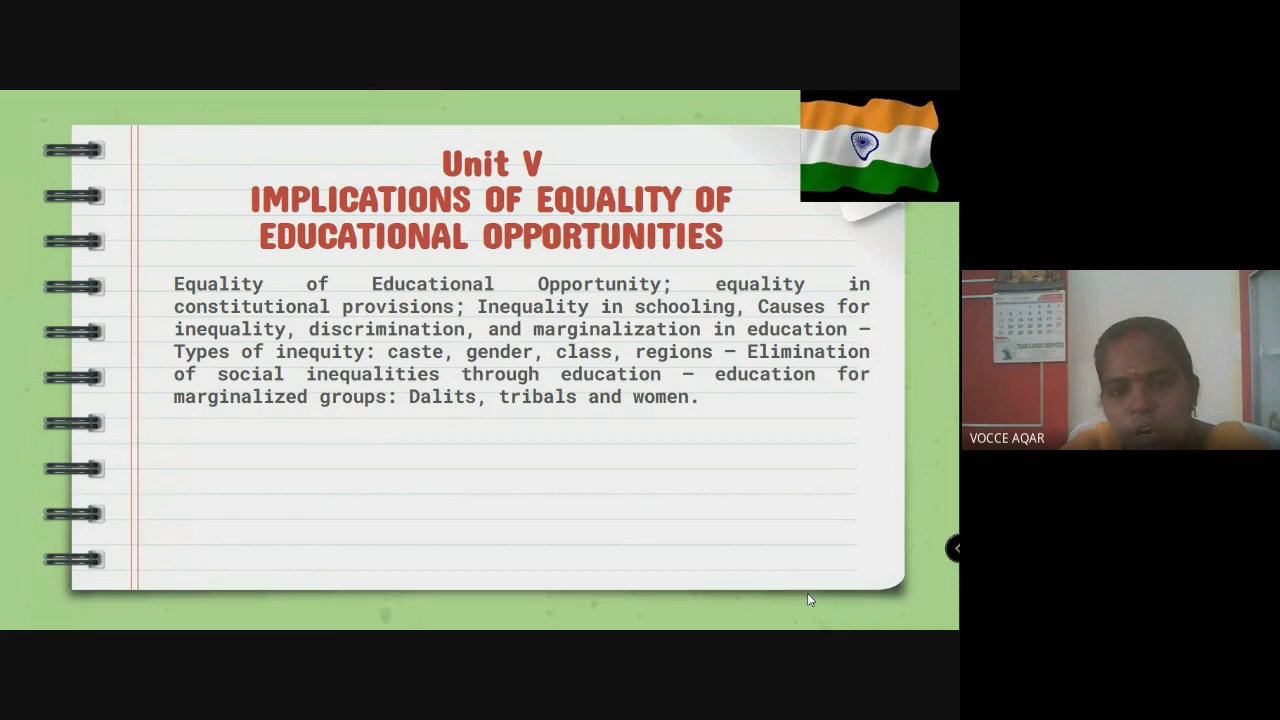 Unit V
IMPLICATIONS OF EQUALITY OF
EDUCATIONAL OPPORTUNITIES
Equality of Educational Opportunity; equality in
constitutional provisions; Inequality in schooling, Causes for
inequality, discrimination, and marginalization in education –
Types of inequity: caste, gender, class, regions – Elimination
of social inequalities through education – education for
marginalized groups: Dalits, tribals and women.
VOCCE AQAR